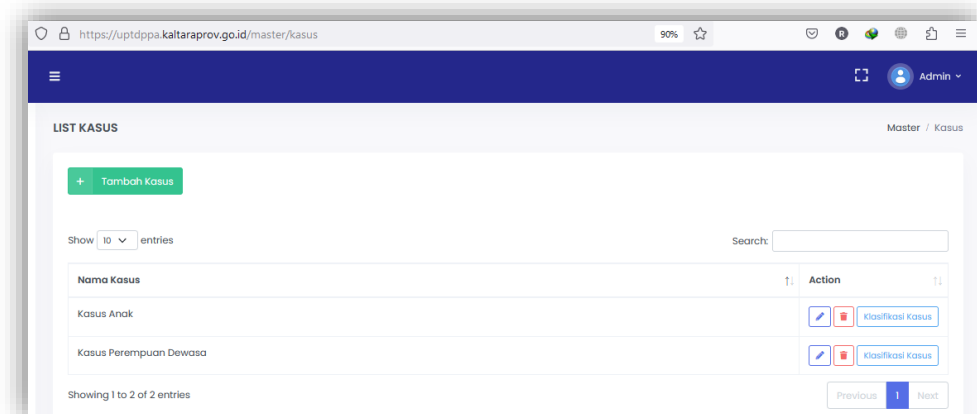 https://uptdppa.kaltaraprov.go.id/master/kasus 90%
Admin
LIST KASUS Master / Kasus
+ Tambah Kasus
Show 10 entries Search:
Nama Kasus Action
Kasus Anak Klasifikasi Kasus
Kasus Perempuan Dewasa Klasifikasi Kasus
Showing 1 to 2 of 2 entries Previous 1 Next